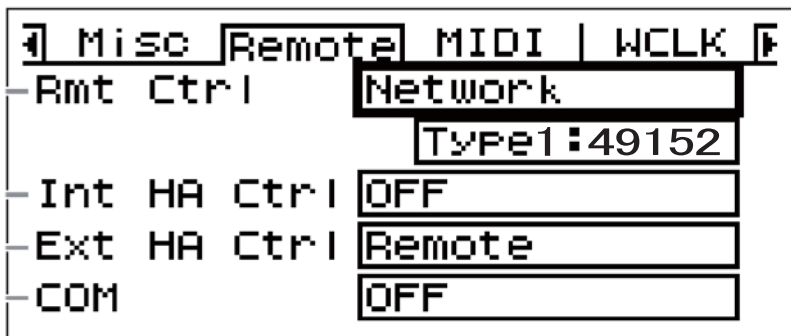 Misc Remote MIDI | WCLK
Rmt Ctrl Network
Type1:49152
Int HA Ctrl OFF
Ext HA Ctrl Remote
COM OFF